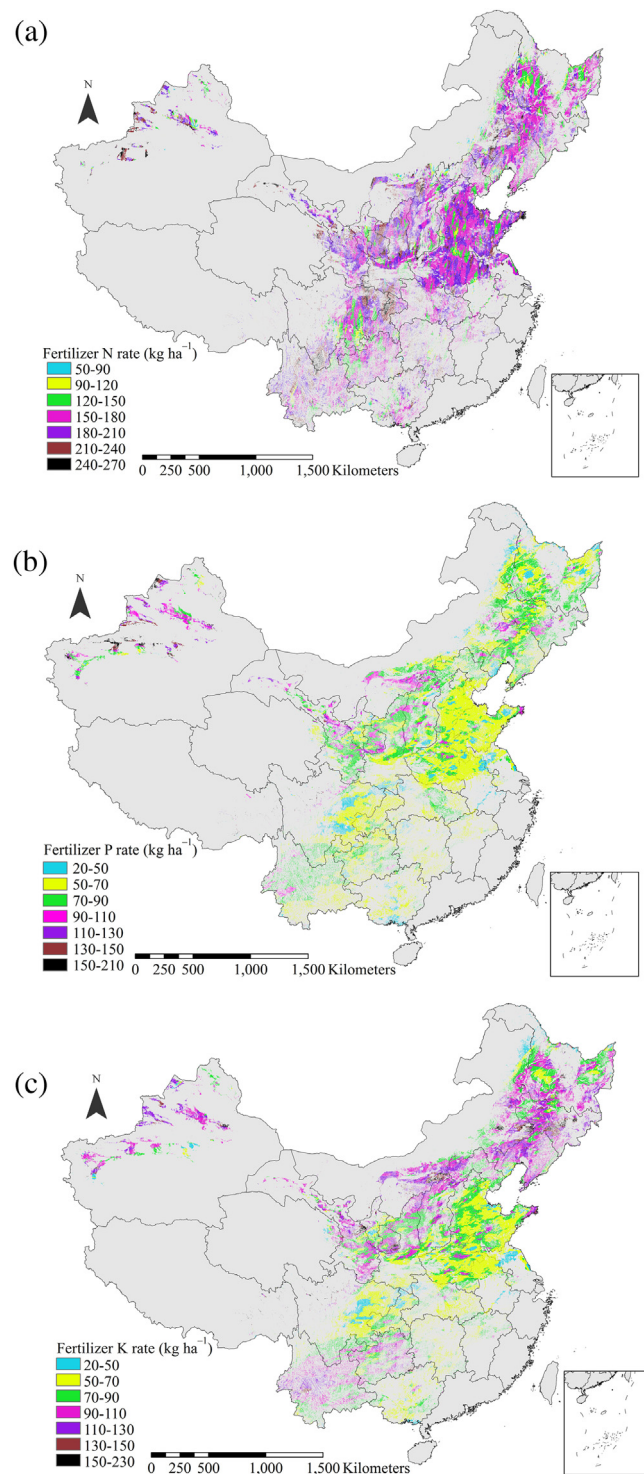 (a)
N
Fertilizer N rate (kg ha⁻¹)
50-90
90-120
120-150
150-180
180-210
210-240
240-270
0 250 500 1,000 1,500 Kilometers
(b)
N
Fertilizer P rate (kg ha⁻¹)
20-50
50-70
70-90
90-110
110-130
130-150
150-210
0 250 500 1,000 1,500 Kilometers
(c)
N
Fertilizer K rate (kg ha⁻¹)
20-50
50-70
70-90
90-110
110-130
130-150
150-230
0 250 500 1,000 1,500 Kilometers